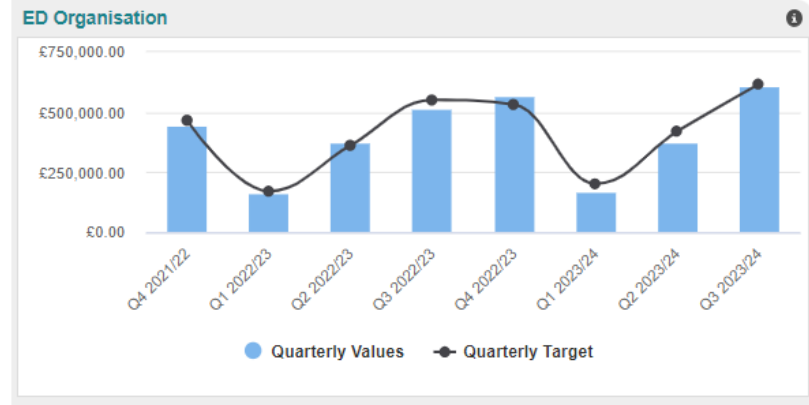 ED Organisation
£750,000.00
£500,000.00
£250,000.00
£0.00
Q4 2021/22
Q1 2022/23
Q2 2022/23
Q3 2022/23
Q4 2022/23
Q1 2023/24
Q2 2023/24
Q3 2023/24
Quarterly Values Quarterly Target